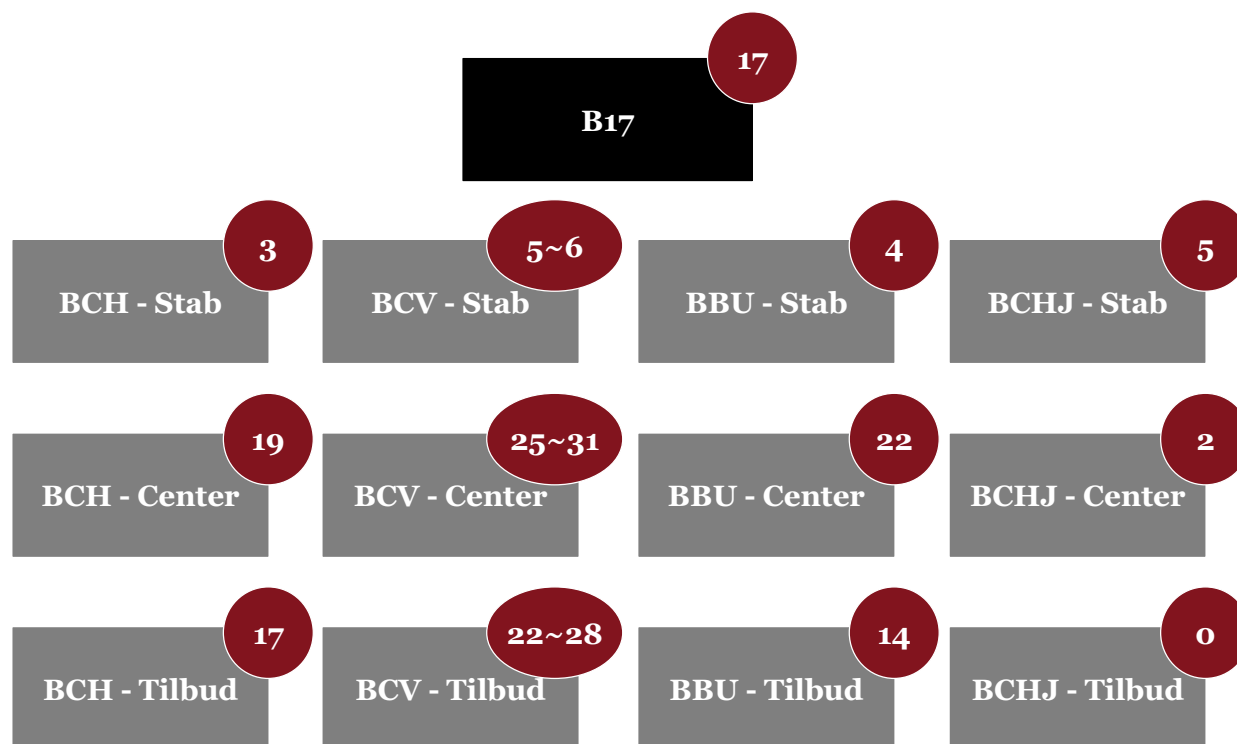 17
B17
3
5~6
4
5
BCH - Stab
BCV - Stab
BBU - Stab
BCHJ - Stab
19
25~31
22
2
BCH - Center
BCV - Center
BBU - Center
BCHJ - Center
17
22~28
14
0
BCH - Tilbud
BCV - Tilbud
BBU - Tilbud
BCHJ - Tilbud